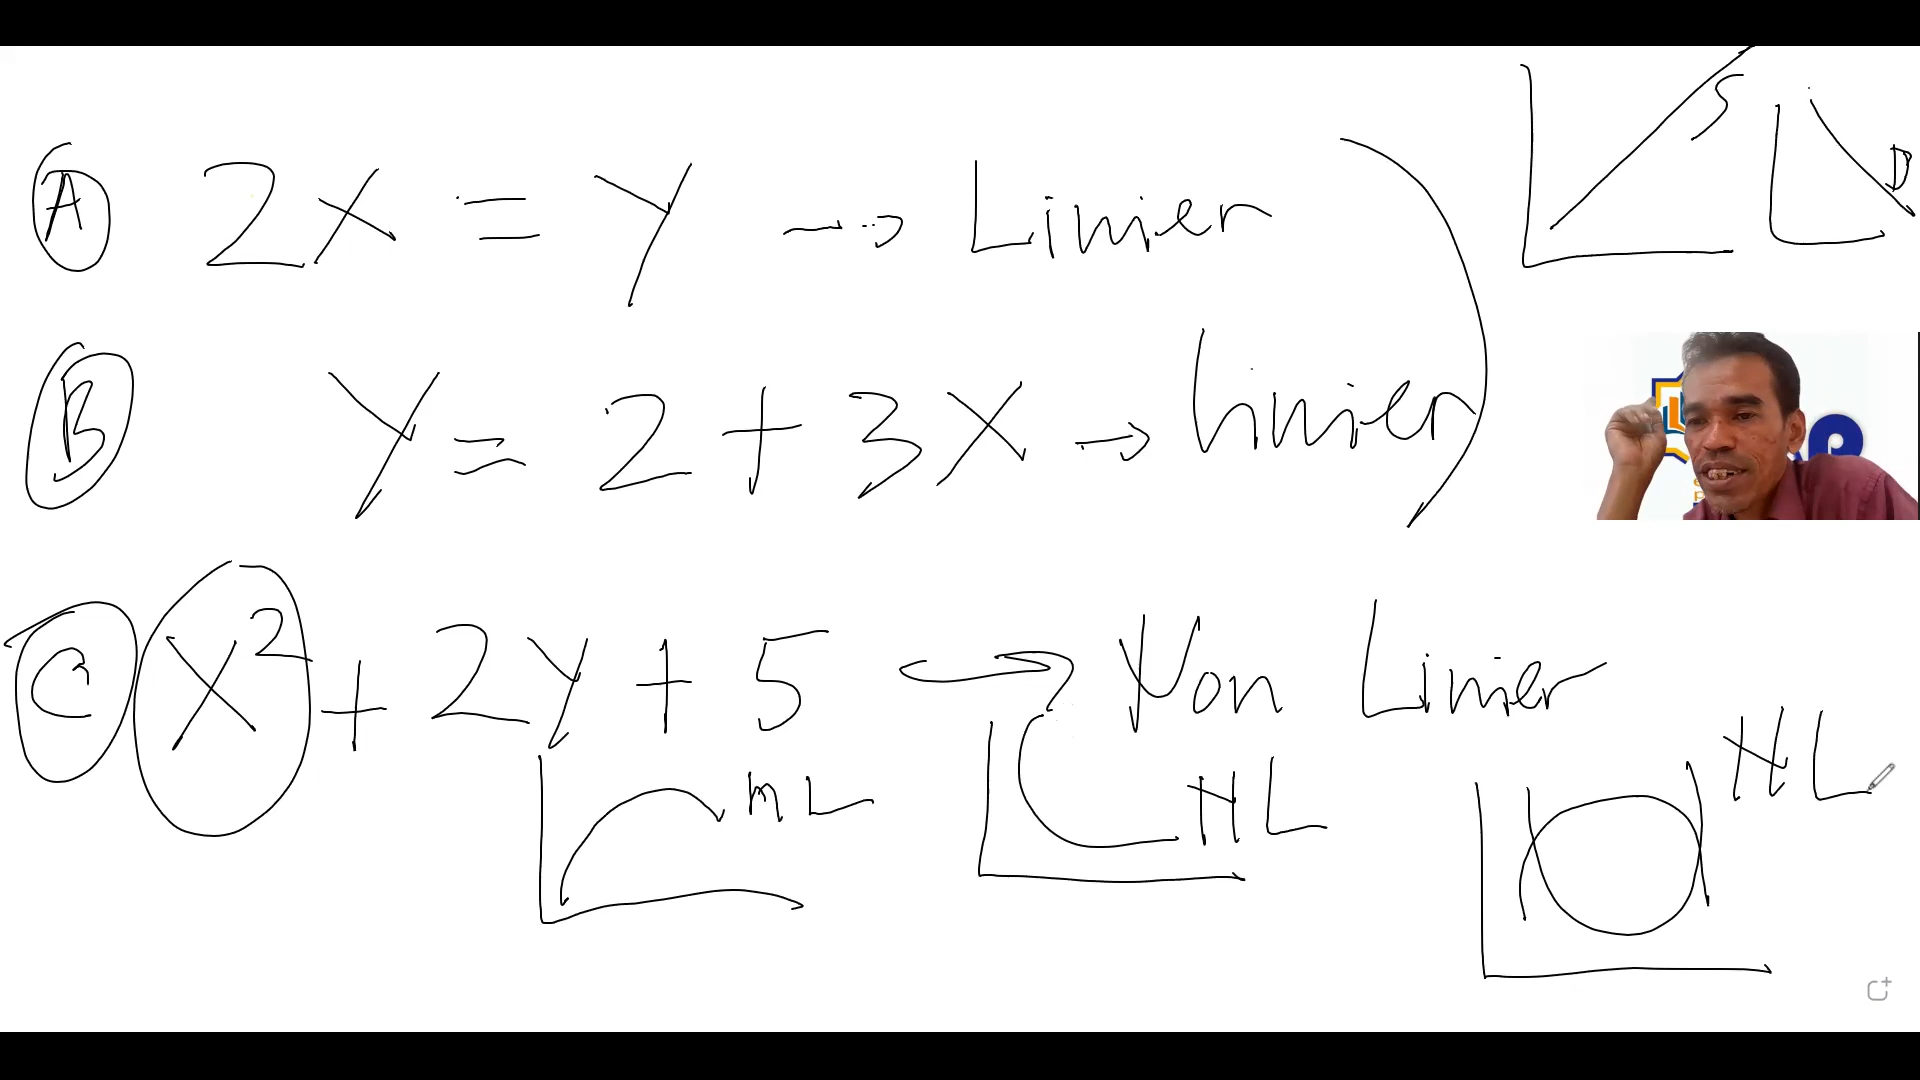 A 2X = Y → Linier
S
D
B Y = 2 + 3X → Linier
P
C X² + 2Y + 5 → Non Linier
NL
NL
NL